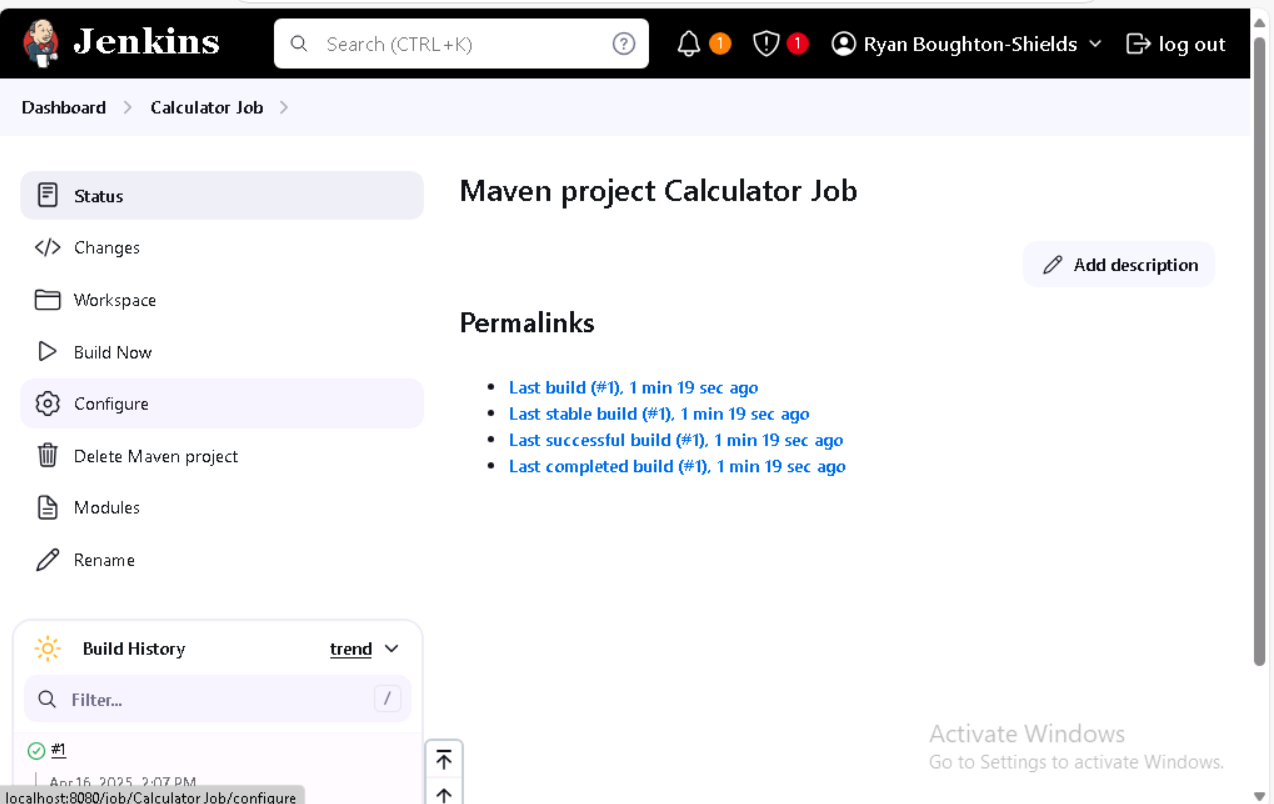 Jenkins
Search (CTRL+K)
?
1
1
Ryan Boughton-Shields
log out
Dashboard
Calculator Job
Status
Changes
Workspace
Build Now
Configure
Delete Maven project
Modules
Rename
Maven project Calculator Job
Add description
Permalinks
Last build (#1), 1 min 19 sec ago
Last stable build (#1), 1 min 19 sec ago
Last successful build (#1), 1 min 19 sec ago
Last completed build (#1), 1 min 19 sec ago
Build History
trend
Filter...
/
#1
Apr 16, 2025, 2:07 PM
localhost:8080/job/Calculator Job/configure
Activate Windows
Go to Settings to activate Windows.